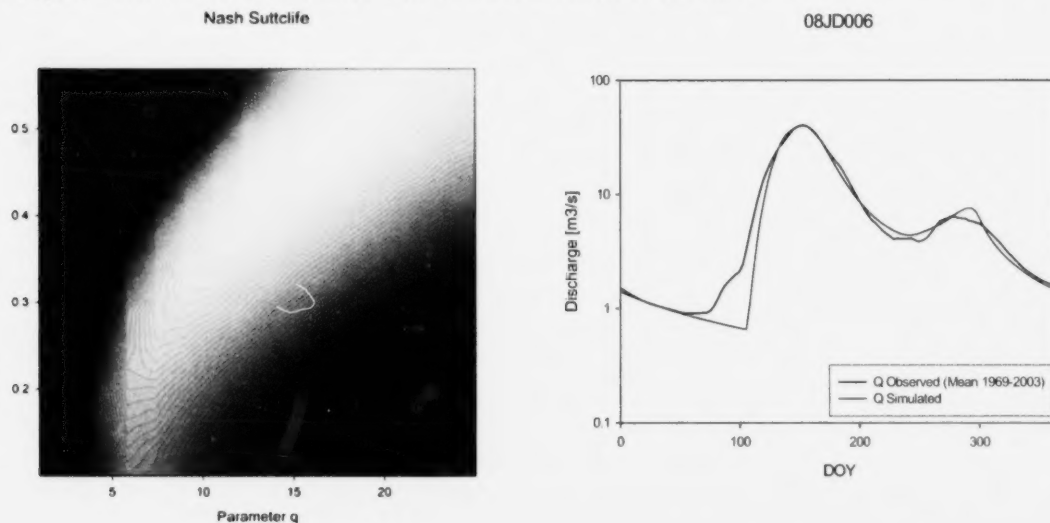 Nash Suttclife
0.5
0.4
0.3
0.2
5 10 15 20
Parameter q
08JD006
100
10
1
0.1
Discharge [m3/s]
Q Observed (Mean 1969-2003)
Q Simulated
0 100 200 300
DOY